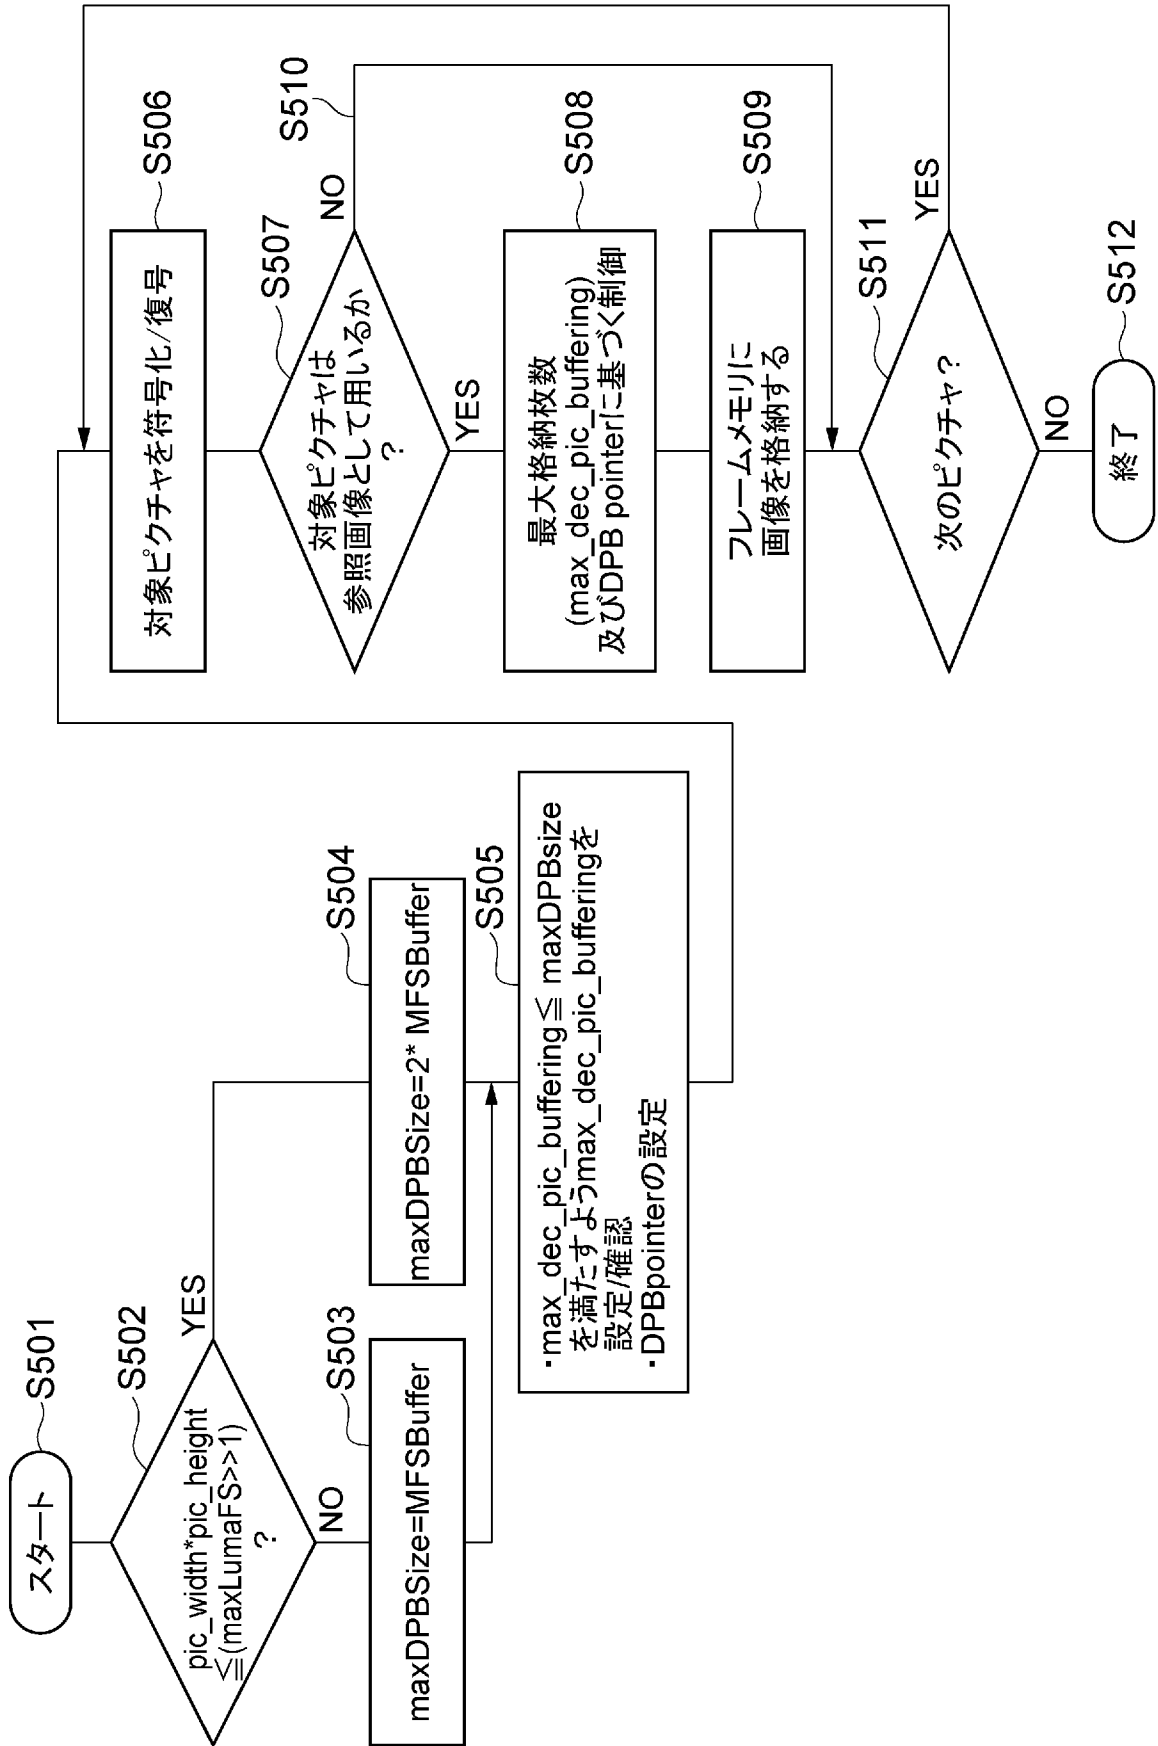 スタート
S501
pic_width*pic_height
≦(maxLumaFS>>1)
?
S502
YES
NO
maxDPBSize=MFSBuffer
S503
maxDPBSize=2* MFSBuffer
S504
・max_dec_pic_buffering≦ maxDPBsize
を満たすようmax_dec_pic_bufferingを
設定/確認
・DPBpointerの設定
S505
対象ピクチャを符号化/復号
S506
対象ピクチャは
参照画像として用いるか
?
S507
NO
S510
YES
最大格納枚数
(max_dec_pic_buffering)
及びDPB pointerに基づく制御
S508
フレームメモリに
画像を格納する
S509
次のピクチャ?
S511
YES
NO
終了
S512